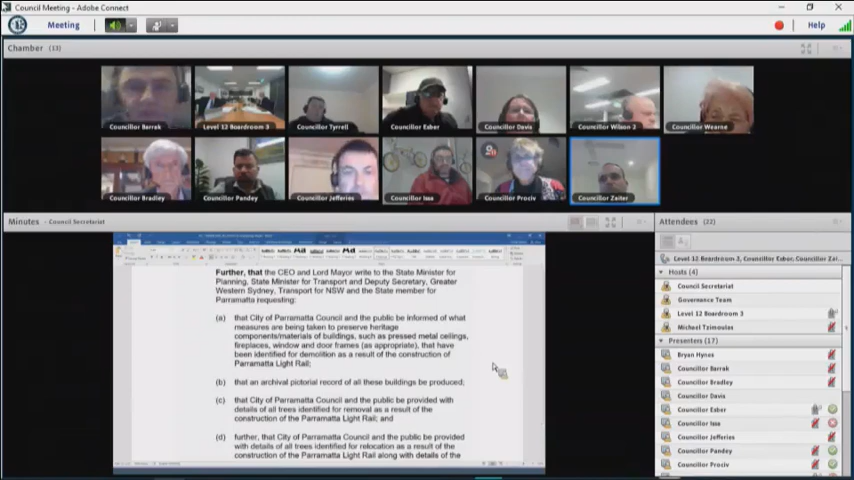 Council Meeting - Adobe Connect
Meeting
Help
Chamber (13)
Councillor Barrak
Level 12 Boardroom 3
Councillor Tyrrell
Councillor Esber
Councillor Davis
Councillor Wilson 2
Councillor Wearne
Councillor Bradley
Councillor Pandey
Councillor Jefferies
Councillor Issa
Councillor Prociv
Councillor Zaiter
Minutes - Council Secretariat
Further, that the CEO and Lord Mayor write to the State Minister for
Planning, State Minister for Transport and Deputy Secretary, Greater
Western Sydney, Transport for NSW and the State member for
Parramatta requesting:
(a) that City of Parramatta Council and the public be informed of what
measures are being taken to preserve heritage
components/materials of buildings, such as pressed metal ceilings,
fireplaces, window and door frames (as appropriate), that have
been identified for demolition as a result of the construction of
Parramatta Light Rail;
(b) that an archival pictorial record of all these buildings be produced;
(c) that City of Parramatta Council and the public be provided with
details of all trees identified for removal as a result of the
construction of the Parramatta Light Rail; and
(d) further, that City of Parramatta Council and the public be provided
with details of all trees identified for relocation as a result of the
construction of the Parramatta Light Rail along with details of the
Attendees (22)
Level 12 Boardroom 3, Councillor Esber, Councillor Zai...
Hosts (4)
Council Secretariat
Governance Team
Level 12 Boardroom 3
Michael Tzimoulas
Presenters (17)
Bryan Hynes
Councillor Barrak
Councillor Bradley
Councillor Davis
Councillor Esber
Councillor Issa
Councillor Jefferies
Councillor Pandey
Councillor Prociv